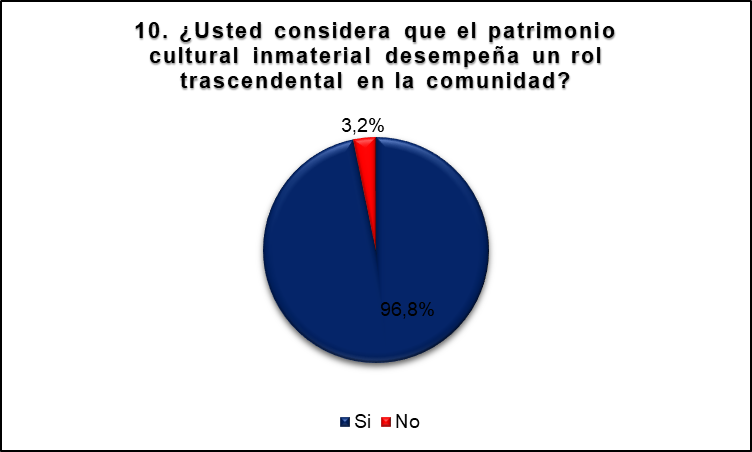 10. ¿Usted considera que el patrimonio
cultural inmaterial desempeña un rol
trascendental en la comunidad?
3,2%
96,8%
Si No